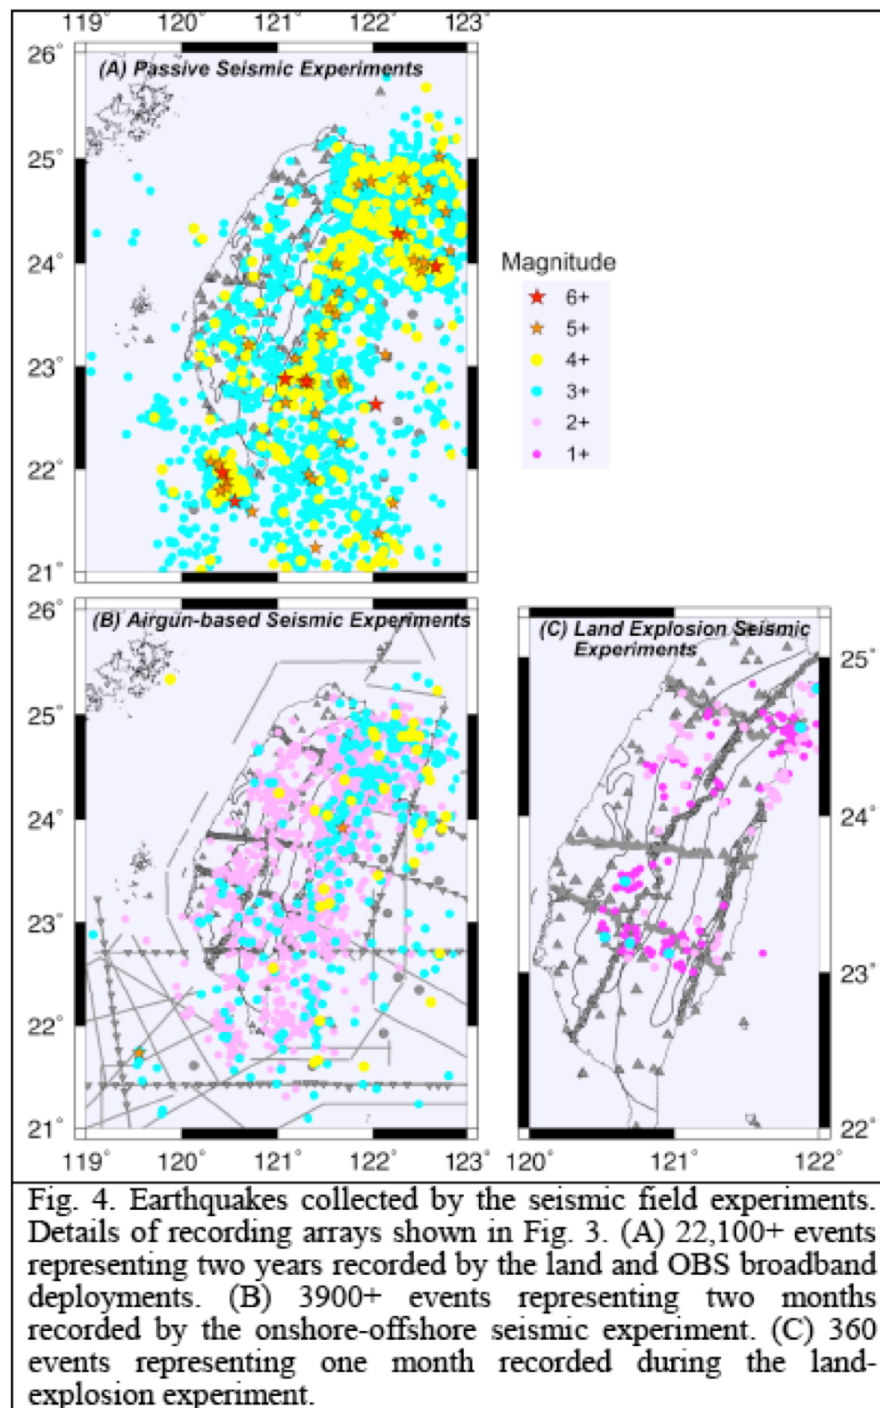 119° 120° 121° 122° 123°
26°
(A) Passive Seismic Experiments
25°
24°
23°
22°
21°
Magnitude
6+
5+
4+
3+
2+
1+
26°
(B) Airgun-based Seismic Experiments
25°
24°
23°
22°
21°
119° 120° 121° 122° 123°
(C) Land Explosion Seismic
Experiments
25°
24°
23°
22°
120° 121° 122°
Fig. 4. Earthquakes collected by the seismic field experiments.
Details of recording arrays shown in Fig. 3. (A) 22,100+ events
representing two years recorded by the land and OBS broadband
deployments. (B) 3900+ events representing two months
recorded by the onshore-offshore seismic experiment. (C) 360
events representing one month recorded during the land-
explosion experiment.